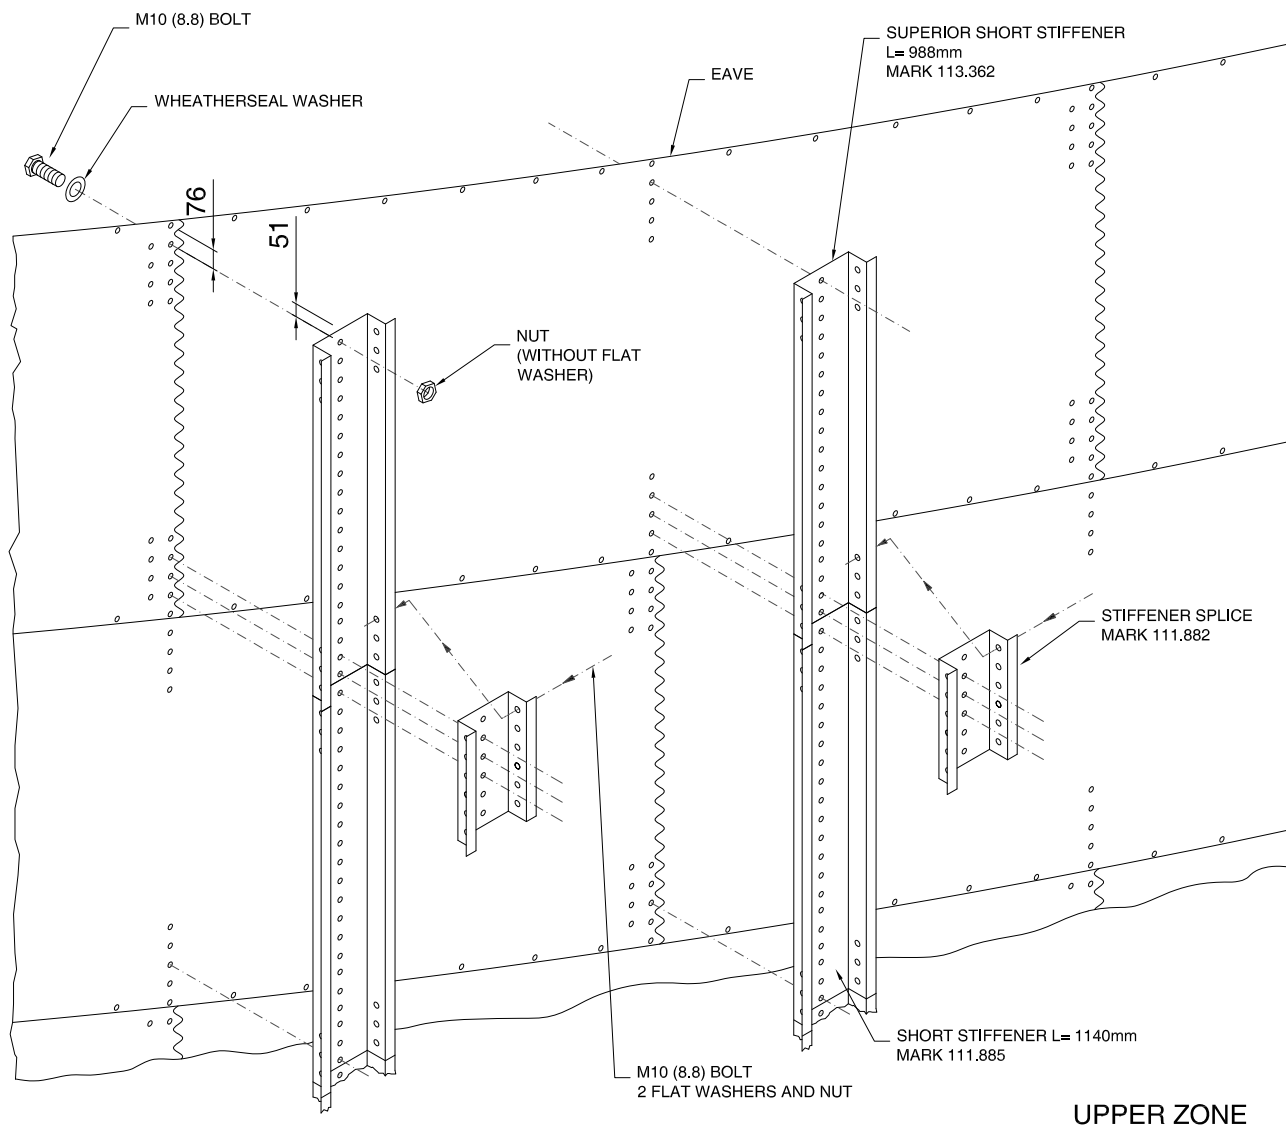 M10 (8.8) BOLT
WHEATHERSEAL WASHER
EAVE
SUPERIOR SHORT STIFFENER
L= 988mm
MARK 113.362
76
51
NUT
(WITHOUT FLAT
WASHER)
STIFFENER SPLICE
MARK 111.882
SHORT STIFFENER L= 1140mm
MARK 111.885
M10 (8.8) BOLT
2 FLAT WASHERS AND NUT
UPPER ZONE